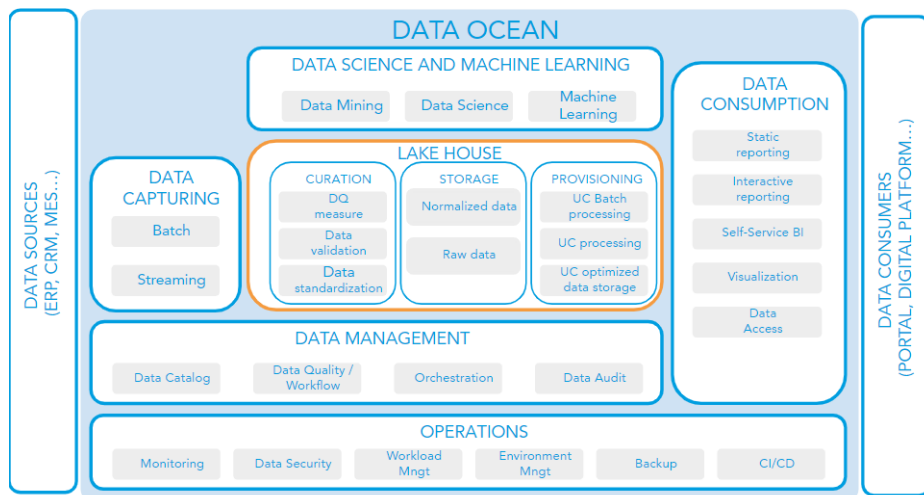 DATA OCEAN
DATA SOURCES
(ERP, CRM, MES...)
DATA SCIENCE AND MACHINE LEARNING
Data Mining
Data Science
Machine
Learning
DATA
CAPTURING
Batch
Streaming
LAKE HOUSE
CURATION
DQ
measure
Data
validation
Data
standardization
STORAGE
Normalized data
Raw data
PROVISIONING
UC Batch
processing
UC processing
UC optimized
data storage
DATA
CONSUMPTION
Static
reporting
Interactive
reporting
Self-Service BI
Visualization
Data
Access
DATA MANAGEMENT
Data Catalog
Data Quality /
Workflow
Orchestration
Data Audit
OPERATIONS
Monitoring
Data Security
Workload
Mngt
Environment
Mngt
Backup
CI/CD
DATA CONSUMERS
(PORTAL, DIGITAL PLATFORM...)